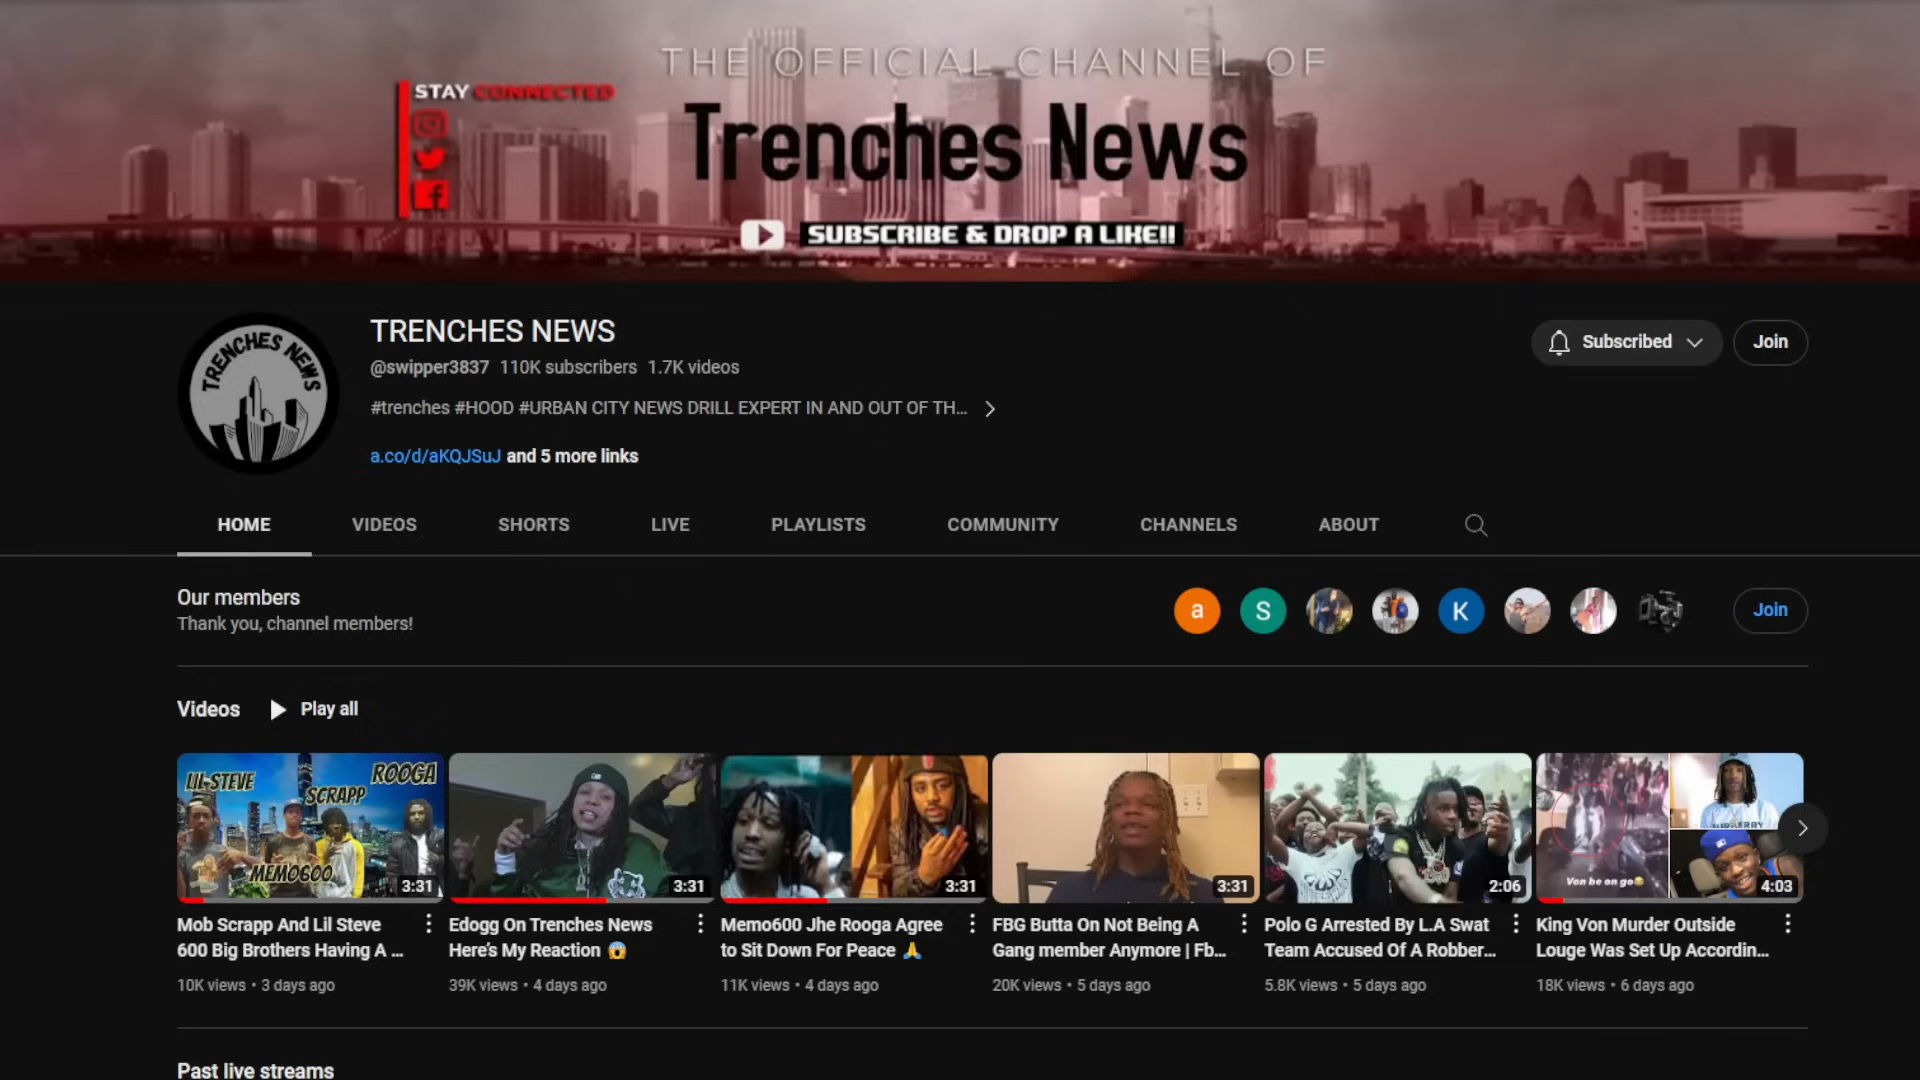 THE OFFICIAL CHANNEL OF
STAY CONNECTED
Trenches News
SUBSCRIBE & DROP A LIKE!!
TRENCHES NEWS
TRENCHES NEWS
@swipper3837 110K subscribers 1.7K videos
#trenches #HOOD #URBAN CITY NEWS DRILL EXPERT IN AND OUT OF TH...
a.co/d/aKQJSuJ and 5 more links
Subscribed
Join
HOME VIDEOS SHORTS LIVE PLAYLISTS COMMUNITY CHANNELS ABOUT
Our members
Thank you, channel members!
a S K
Join
Videos Play all
LIL-STEVE
SCRAPP
ROOGA
MEMO600
3:31
3:31
3:31
3:31
2:06
Von be on go
4:03
Mob Scrapp And Lil Steve
600 Big Brothers Having A ...
10K views • 3 days ago
Edogg On Trenches News
Here's My Reaction 😱
39K views • 4 days ago
Memo600 Jhe Rooga Agree
to Sit Down For Peace 🙏
11K views • 4 days ago
FBG Butta On Not Being A
Gang member Anymore | Fb...
20K views • 5 days ago
Polo G Arrested By L.A Swat
Team Accused Of A Robber...
5.8K views • 5 days ago
King Von Murder Outside
Louge Was Set Up Accordin...
18K views • 6 days ago
Past live streams